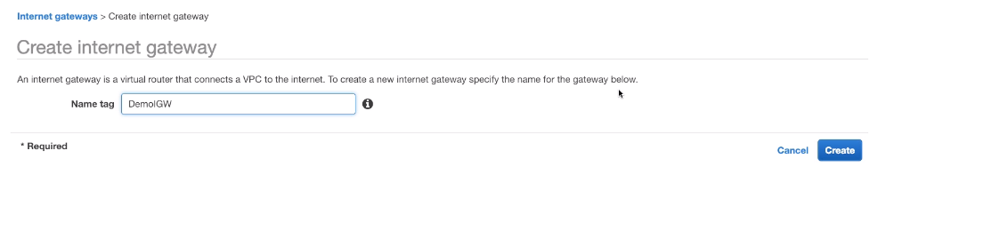 Internet gateways > Create internet gateway
Create internet gateway
An internet gateway is a virtual router that connects a VPC to the internet. To create a new internet gateway specify the name for the gateway below.
Name tag DemoIGW
* Required
Cancel Create